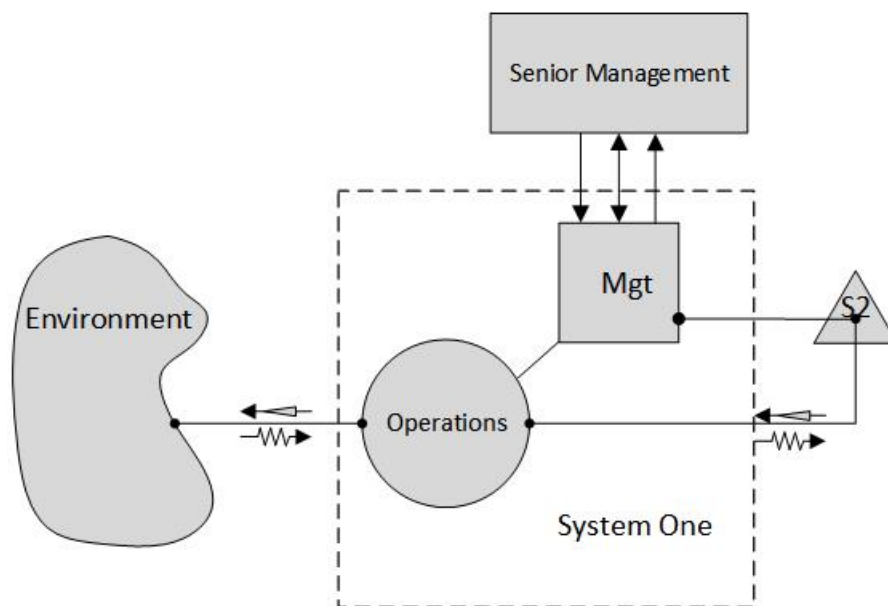 Senior Management
Mgt
S2
Environment
Operations
System One